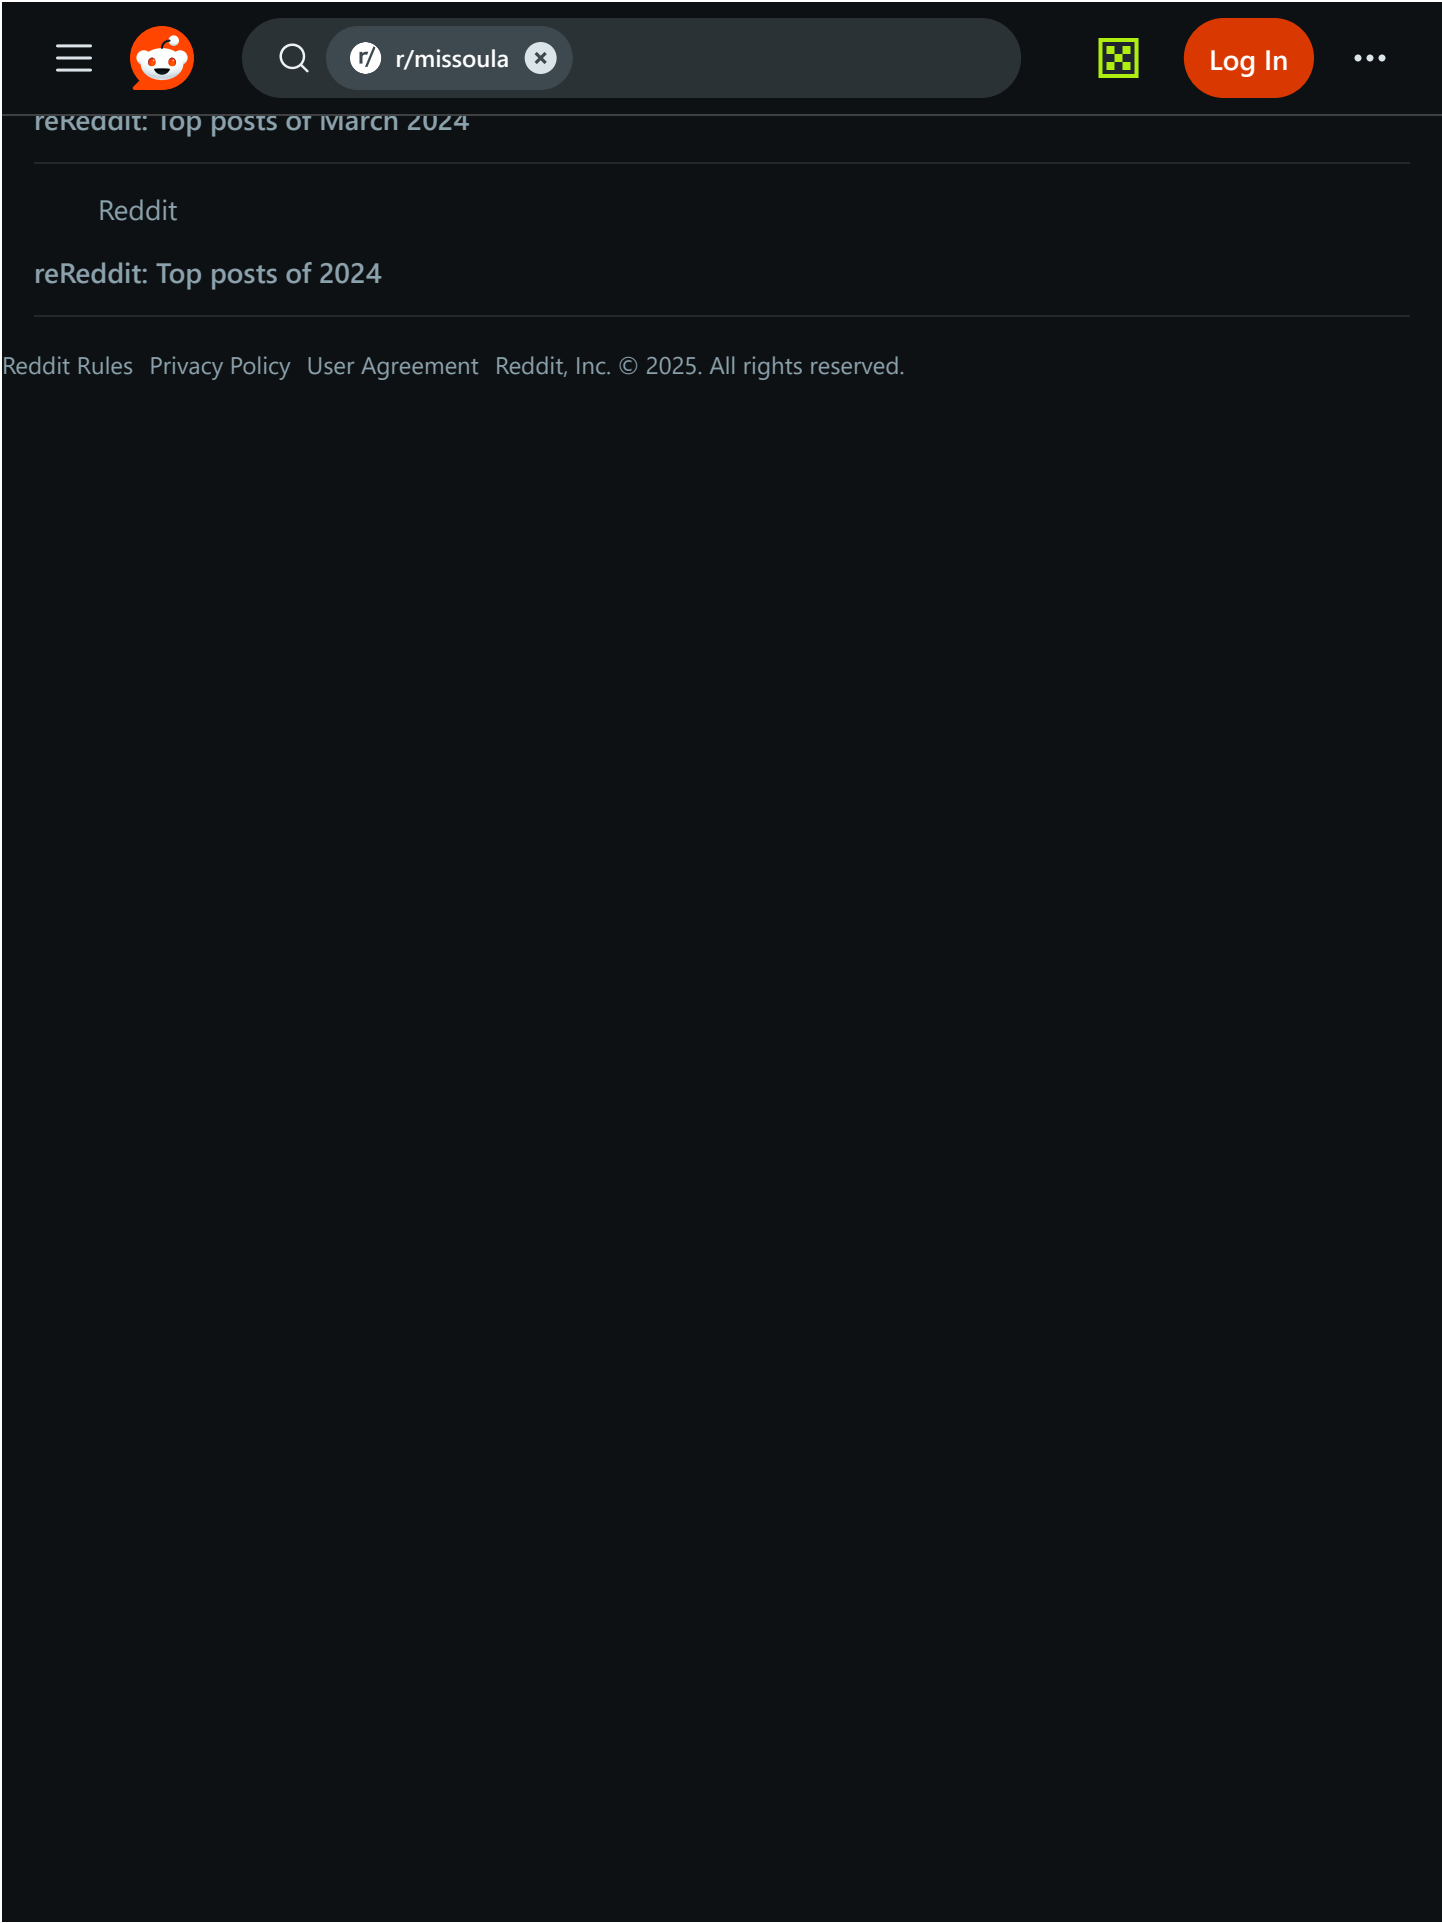 r/ r/missoula Log In
reReddit: Top posts of March 2024
Reddit
reReddit: Top posts of 2024
Reddit Rules Privacy Policy User Agreement Reddit, Inc. © 2025. All rights reserved.